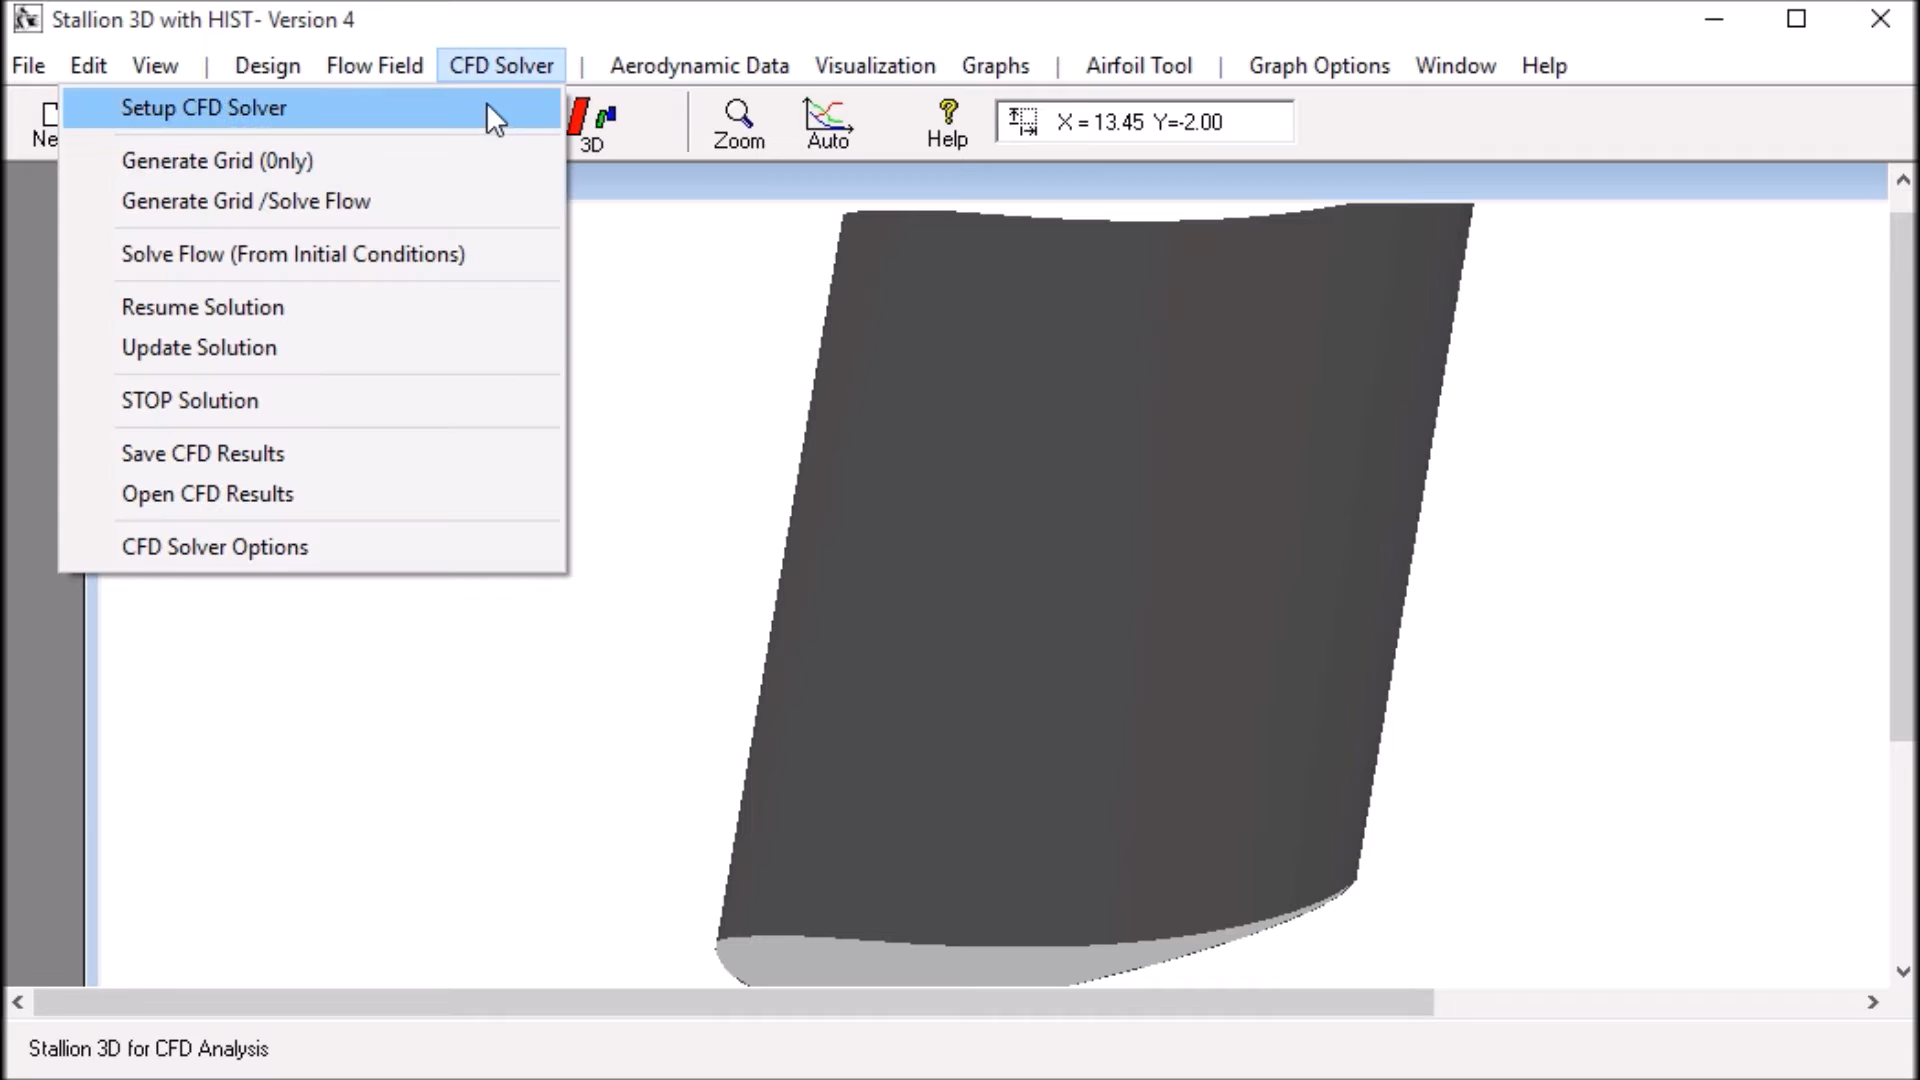 Stallion 3D with HIST- Version 4
File Edit View | Design Flow Field CFD Solver | Aerodynamic Data Visualization Graphs | Airfoil Tool | Graph Options Window Help
Setup CFD Solver
Generate Grid (0nly)
Generate Grid /Solve Flow
Solve Flow (From Initial Conditions)
Resume Solution
Update Solution
STOP Solution
Save CFD Results
Open CFD Results
CFD Solver Options
Ne
3D
Zoom
Auto
Help
X = 13.45 Y=-2.00
Stallion 3D for CFD Analysis